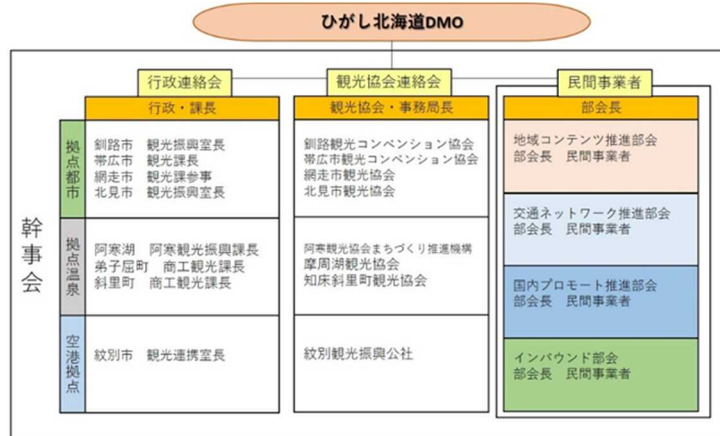 ひがし北海道DMO
行政連絡会
観光協会連絡会
民間事業者
行政・課長
観光協会・事務局長
部会長
幹事会
拠点都市
釧路市 観光振興室長
帯広市 観光課長
網走市 観光課参事
北見市 観光振興室長
釧路観光コンベンション協会
帯広市観光コンベンション協会
網走市観光協会
北見市観光協会
地域コンテンツ推進部会
部会長 民間事業者
交通ネットワーク推進部会
部会長 民間事業者
拠点温泉
阿寒湖 阿寒観光振興課長
弟子屈町 商工観光課長
斜里町 商工観光課長
阿寒観光協会まちづくり推進機構
摩周湖観光協会
知床斜里町観光協会
国内プロモート推進部会
部会長 民間事業者
空港拠点
紋別市 観光連携室長
紋別観光振興公社
インバウンド部会
部会長 民間事業者